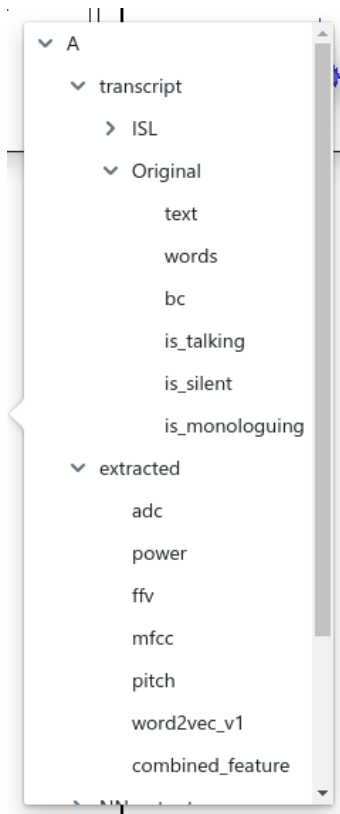 A
transcript
ISL
Original
text
words
bc
is_talking
is_silent
is_monologuing
extracted
adc
power
ffv
mfcc
pitch
word2vec_v1
combined_feature